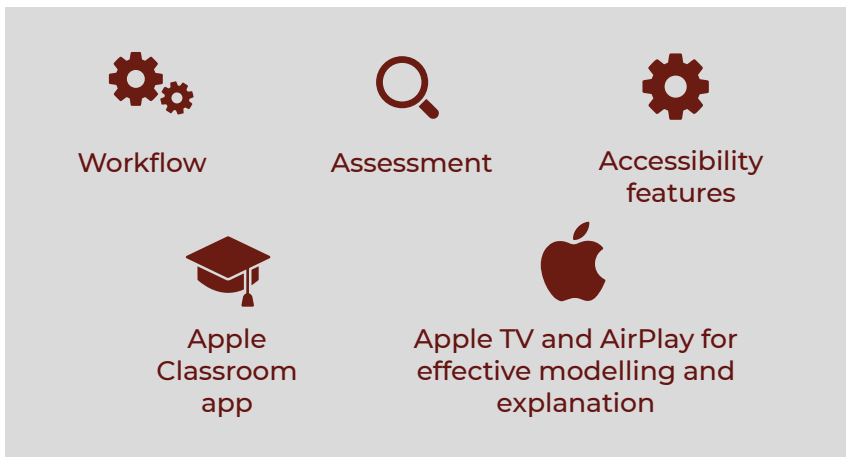 Workflow
Assessment
Accessibility
features
Apple
Classroom
app
Apple TV and AirPlay for
effective modelling and
explanation